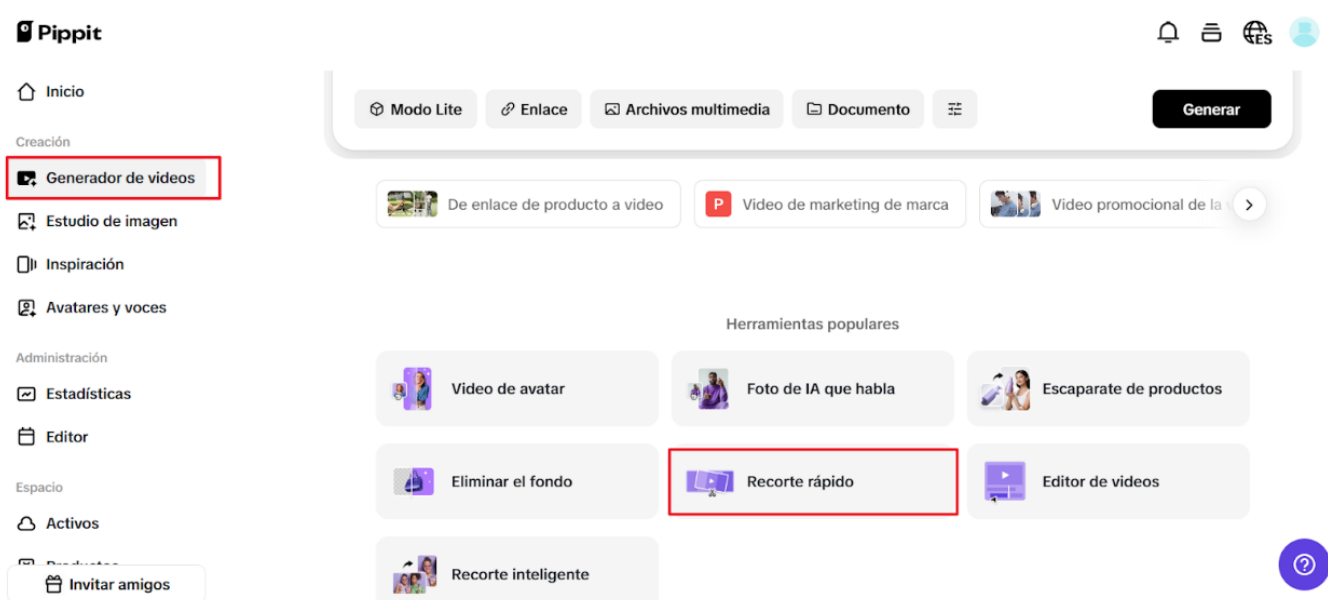 Pippit
ES
Inicio
Creación
Generador de videos
Estudio de imagen
Inspiración
Avatares y voces
Administración
Estadísticas
Editor
Espacio
Activos
Invitar amigos
Modo Lite
Enlace
Archivos multimedia
Documento
Generar
De enlace de producto a video
P Video de marketing de marca
Video promocional de la
Herramientas populares
Video de avatar
Foto de IA que habla
Escaparate de productos
Eliminar el fondo
Recorte rápido
Editor de videos
Recorte inteligente